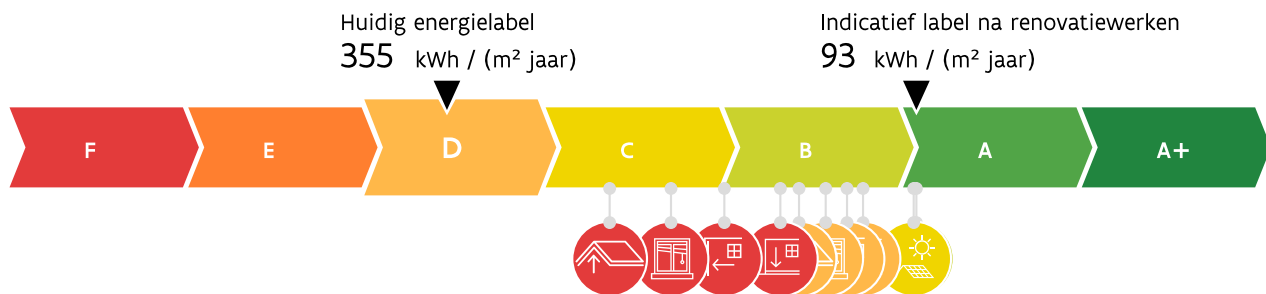 Huidig energielabel
355 kWh / (m² jaar)
Indicatief label na renovatiewerken
93 kWh / (m² jaar)
F E D C B A A+